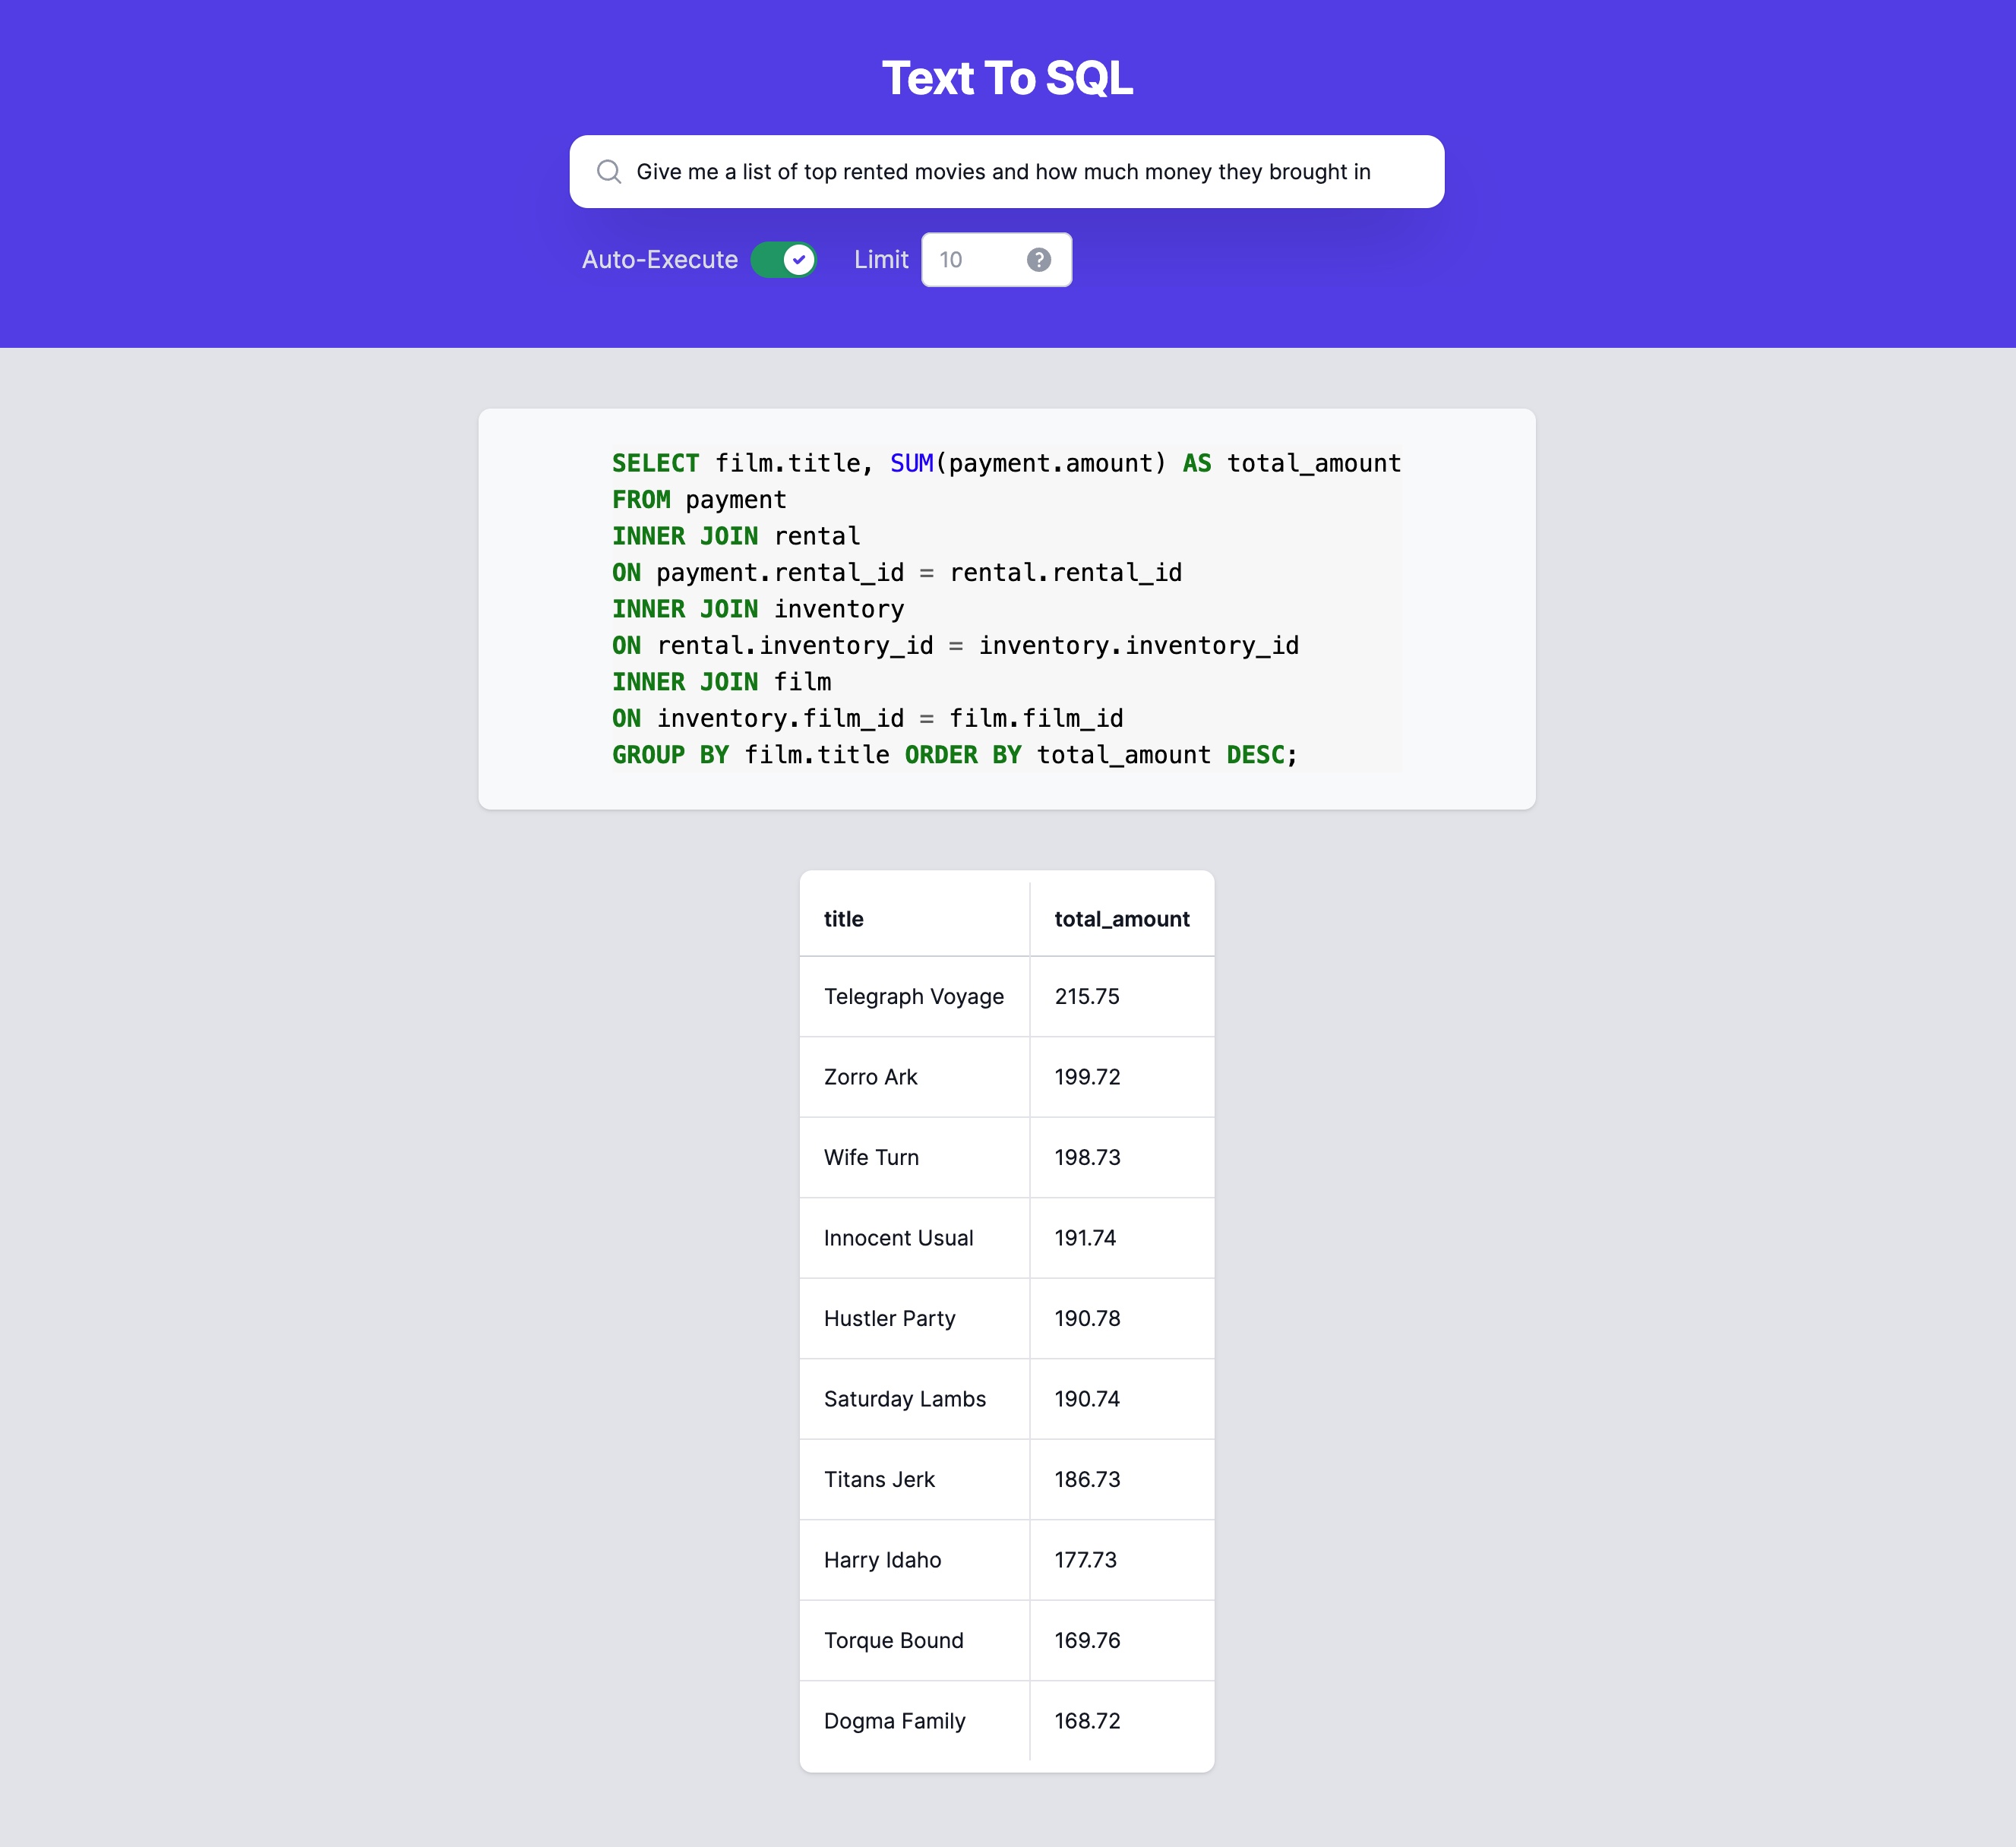 Text To SQL
Give me a list of top rented movies and how much money they brought in
Auto-Execute Limit 10 ?
SELECT film.title, SUM(payment.amount) AS total_amount
FROM payment
INNER JOIN rental
ON payment.rental_id = rental.rental_id
INNER JOIN inventory
ON rental.inventory_id = inventory.inventory_id
INNER JOIN film
ON inventory.film_id = film.film_id
GROUP BY film.title ORDER BY total_amount DESC;
title total_amount
Telegraph Voyage 215.75
Zorro Ark 199.72
Wife Turn 198.73
Innocent Usual 191.74
Hustler Party 190.78
Saturday Lambs 190.74
Titans Jerk 186.73
Harry Idaho 177.73
Torque Bound 169.76
Dogma Family 168.72